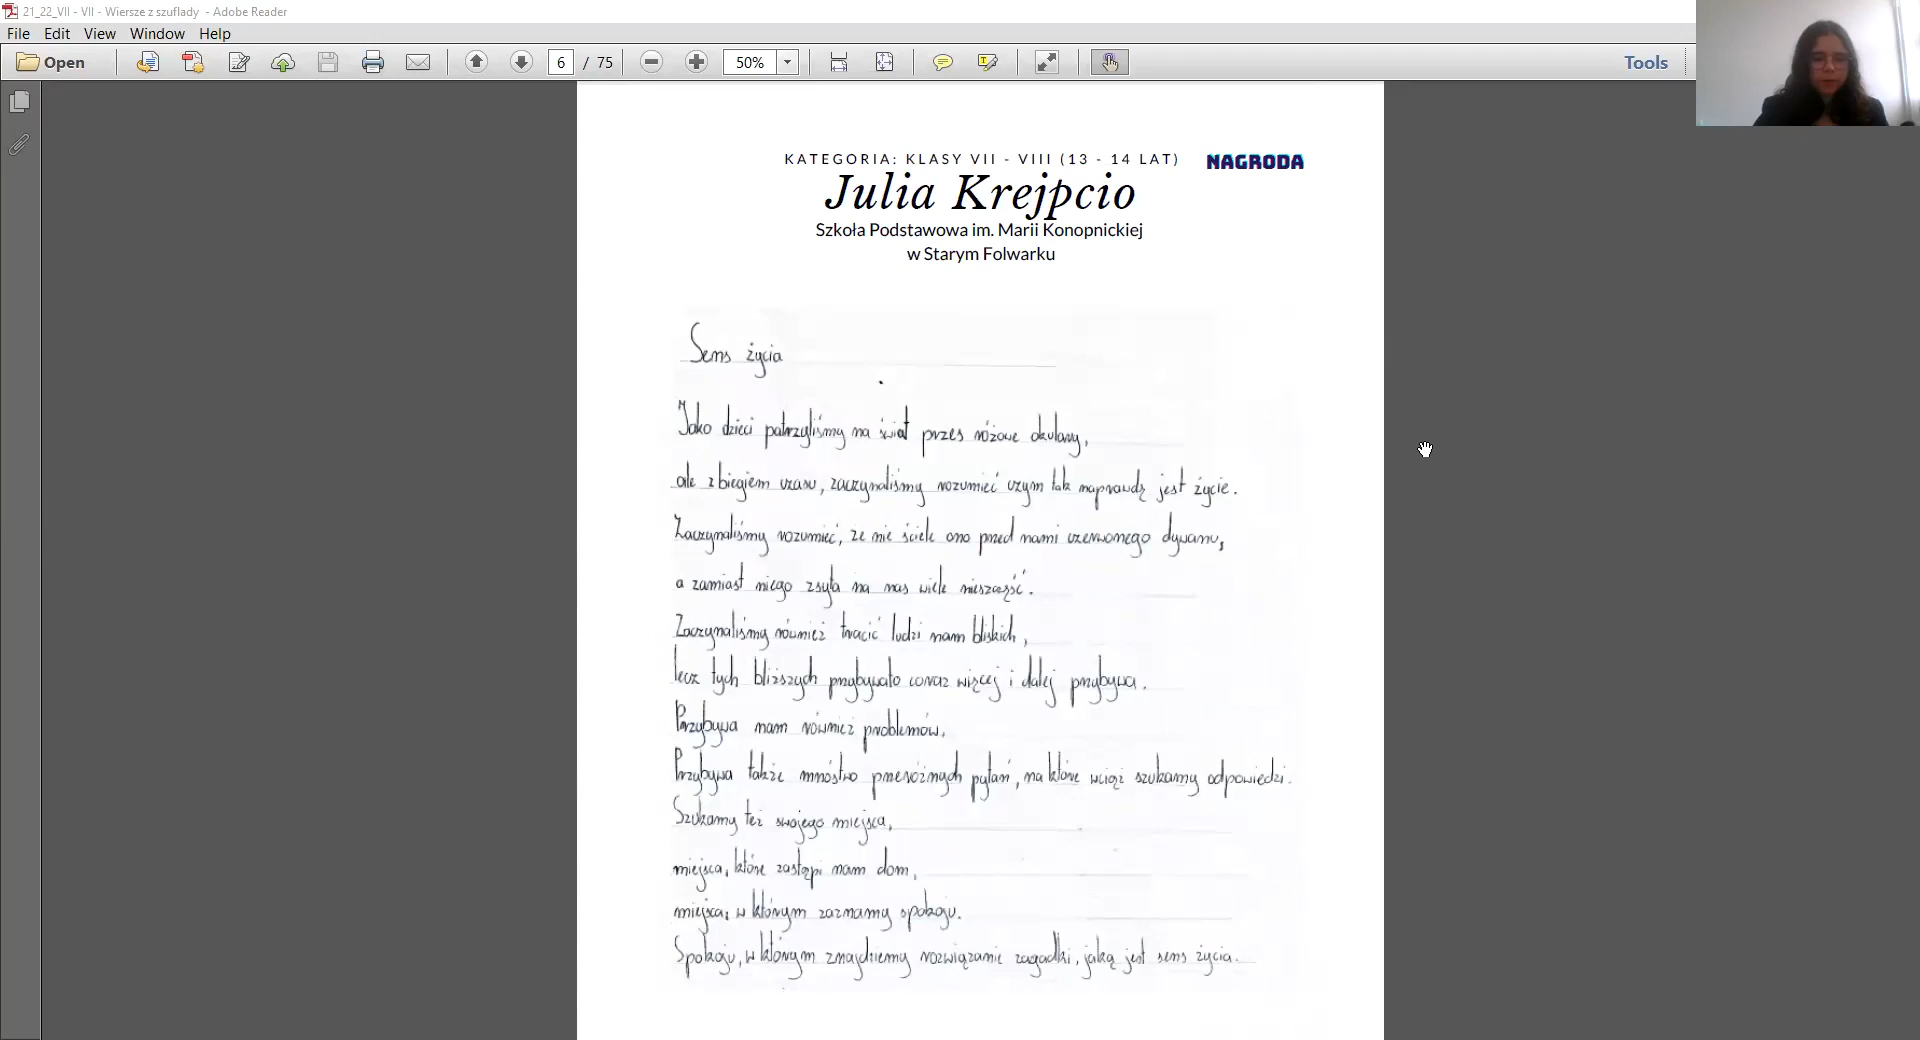 21_22_VII - VII - Wiersze z szuflady - Adobe Reader
File Edit View Window Help
Open 6 / 75 50% Tools
KATEGORIA: KLASY VII - VIII (13 - 14 LAT) NAGRODA
Julia Krejpcio
Szkoła Podstawowa im. Marii Konopnickiej
w Starym Folwarku
Sens życia
Jako dzieci patrzyliśmy na świat przes różowe okulary,
ale z biegiem czasu, zaczynaliśmy rozumieć czym tak naprawdę jest życie.
Zaczynaliśmy rozumieć, że nie ściele ono przed nami czerwonego dywanu,
a zamiast niego zsyła na nas wiele nieszczęść.
Zaczynaliśmy również tracić ludzi nam bliskich,
lecz tych bliższych przybywało coraz więcej i dalej przybywa.
Przybywa nam również problemów.
Przybywa także mnóstwo przeróżnych pytań, na które wciąż szukamy odpowiedzi.
Szukamy też swojego miejsca,
miejsca, które zastąpi nam dom,
miejsca, w którym zaznamy spokoju.
Spokoju, w którym znajdziemy rozwiązanie zagadki, jaką jest sens życia.